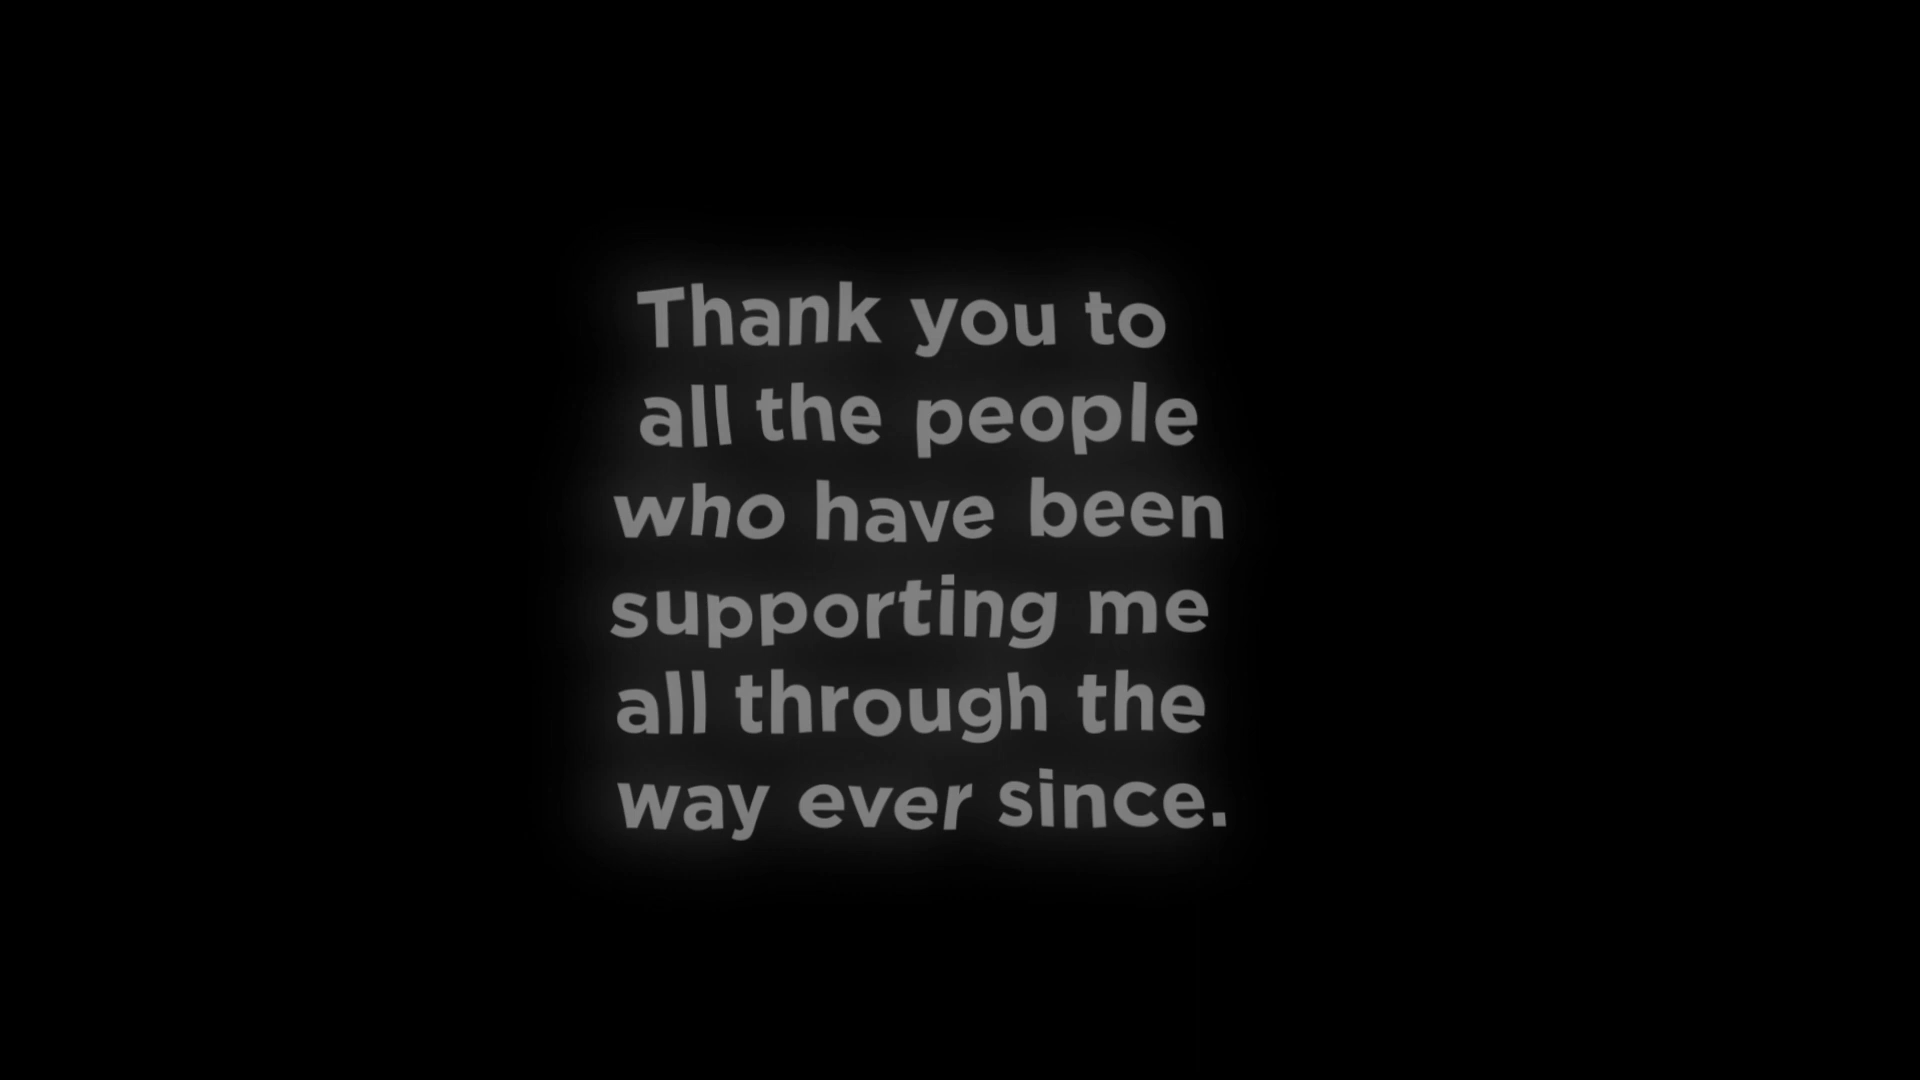 Thank you to
all the people
who have been
supporting me
all through the
way ever since.